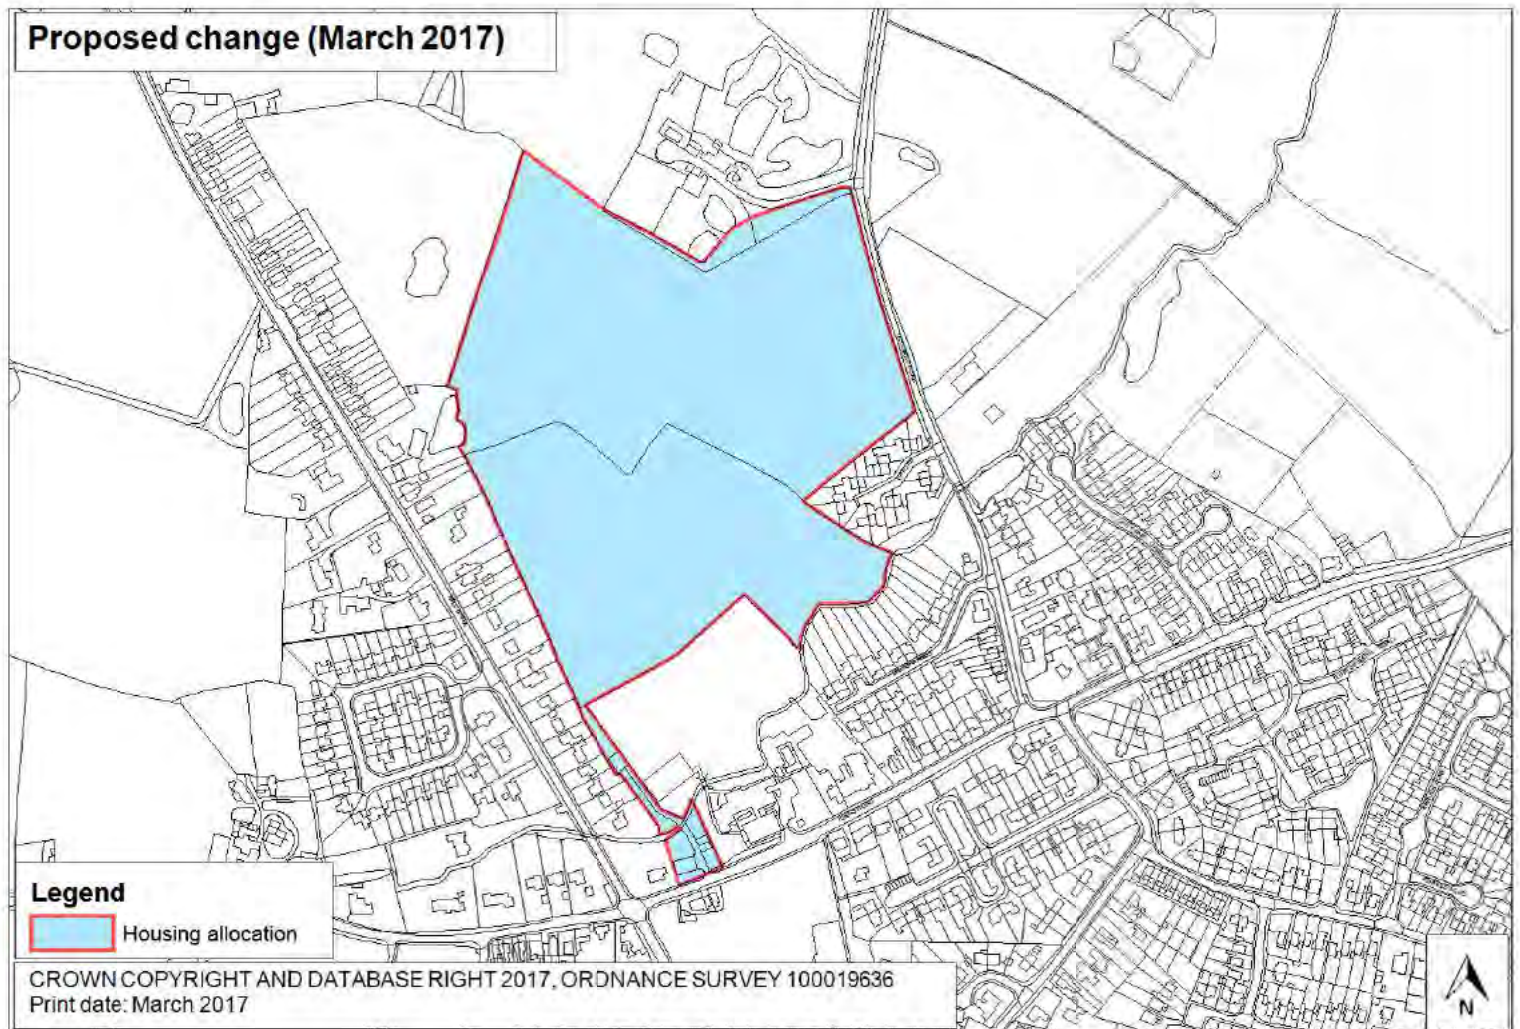 Proposed change (March 2017)
Legend
Housing allocation
CROWN COPYRIGHT AND DATABASE RIGHT 2017, ORDNANCE SURVEY 100019636
Print date: March 2017
N